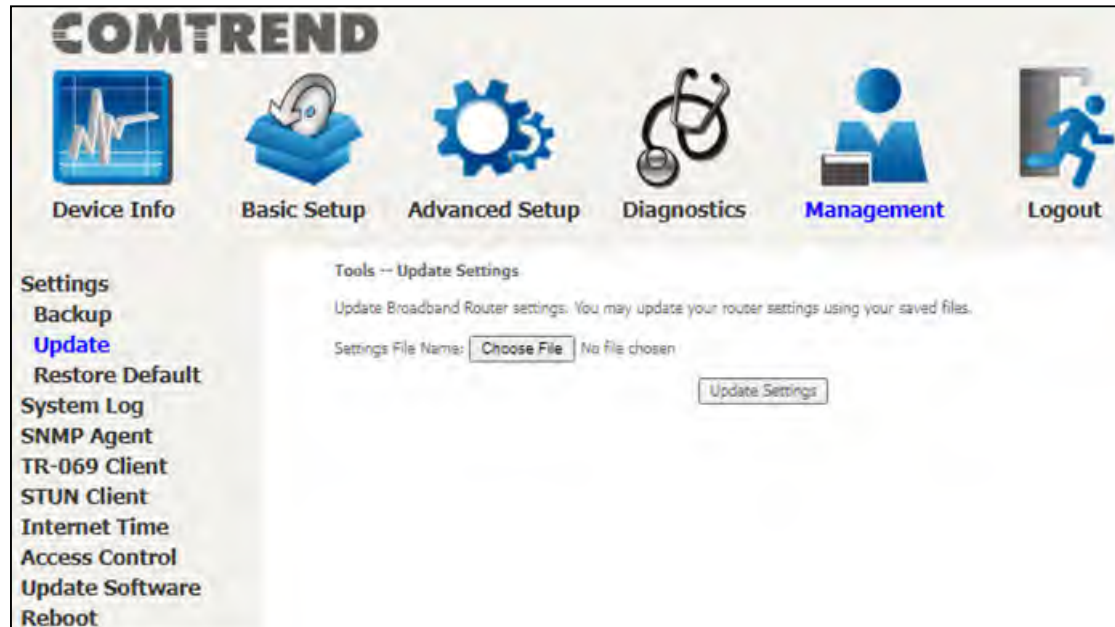 COMTREND
Device Info
Basic Setup
Advanced Setup
Diagnostics
Management
Logout
Settings
Backup
Update
Restore Default
System Log
SNMP Agent
TR-069 Client
STUN Client
Internet Time
Access Control
Update Software
Reboot
Tools -- Update Settings
Update Broadband Router settings. You may update your router settings using your saved files.
Settings File Name: Choose File No file chosen
Update Settings